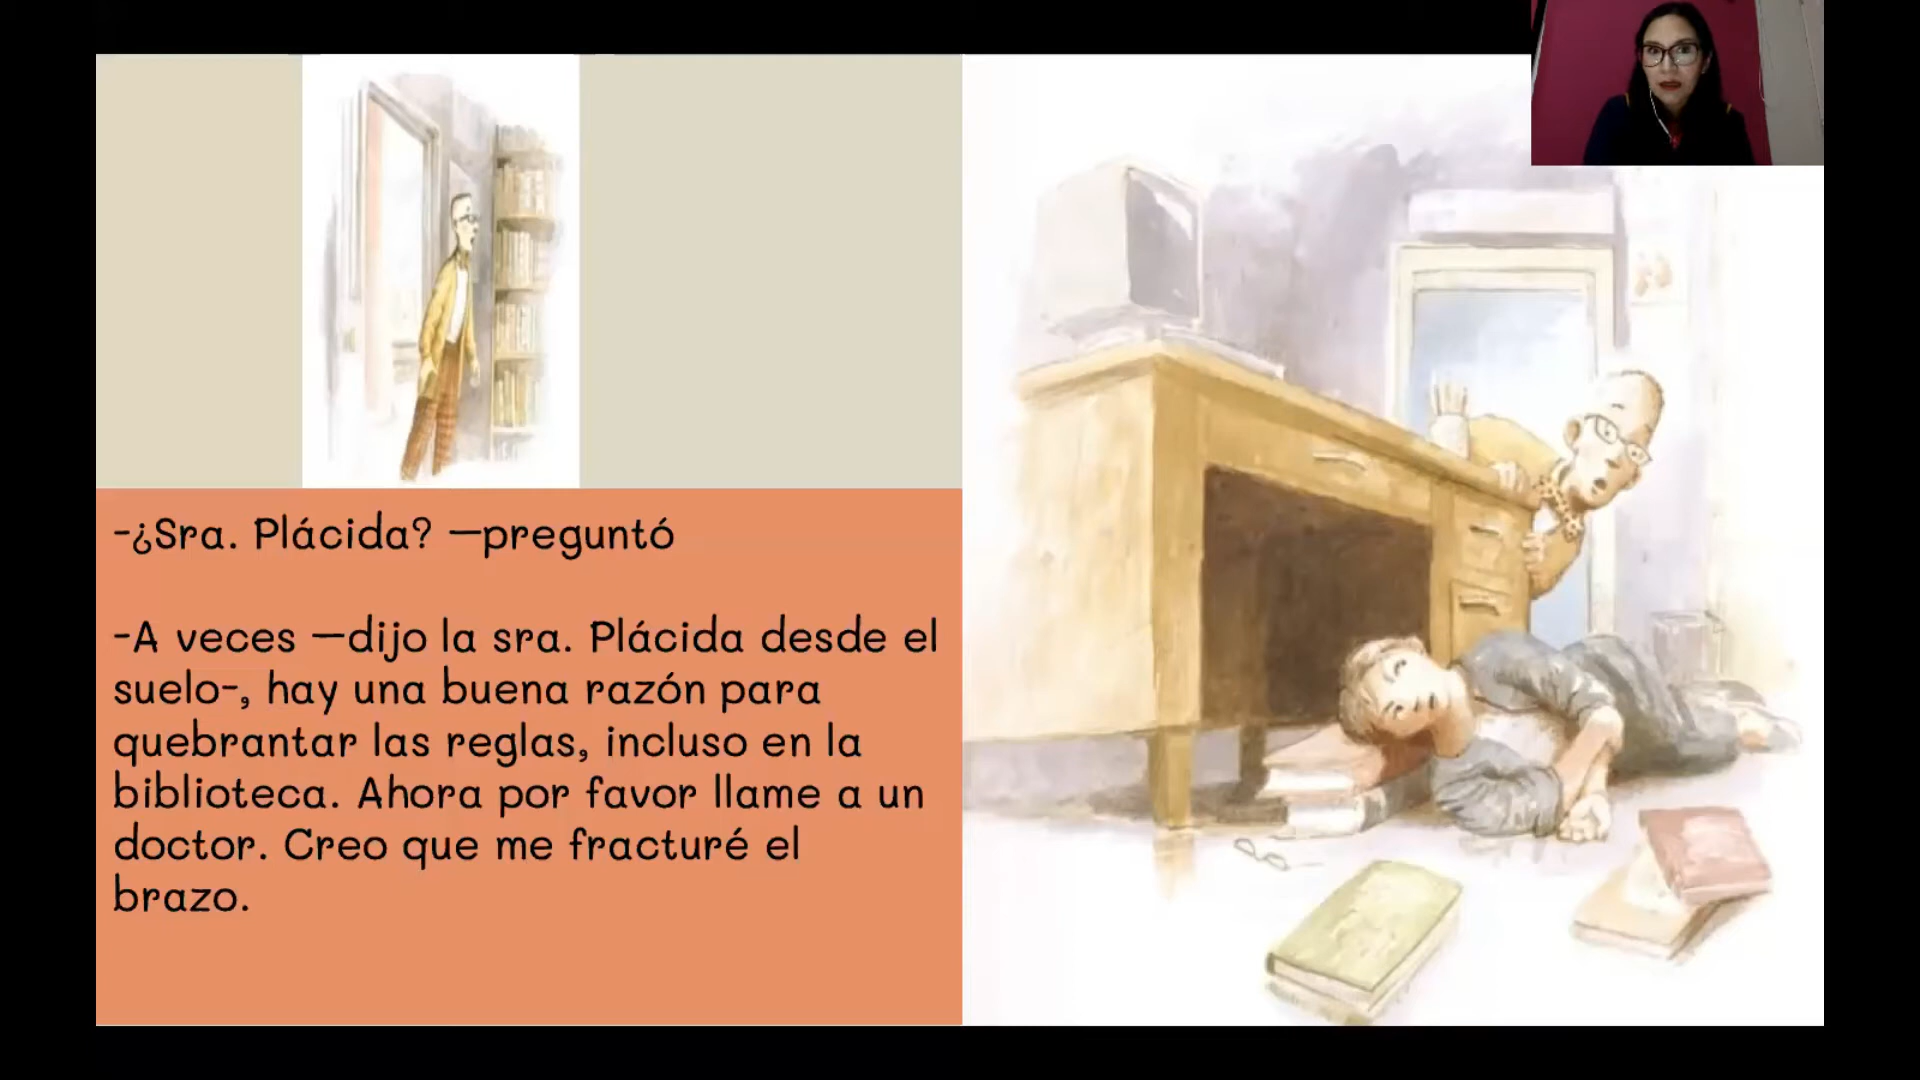 -¿Sra. Plácida? —preguntó
-A veces —dijo la sra. Plácida desde el
suelo-, hay una buena razón para
quebrantar las reglas, incluso en la
biblioteca. Ahora por favor llame a un
doctor. Creo que me fracturé el
brazo.